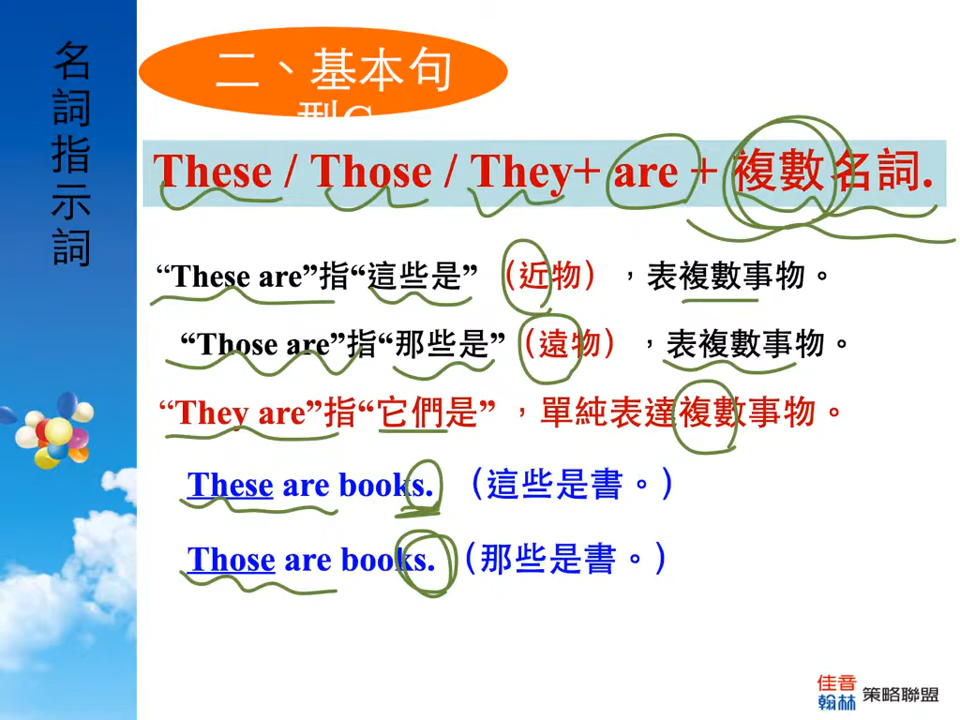 名詞指示詞
二、基本句
型C
These / Those / They+ are + 複數名詞.
“These are”指“這些是”（近物），表複數事物。
“Those are”指“那些是”（遠物），表複數事物。
“They are”指“它們是”，單純表達複數事物。
These are books.（這些是書。）
Those are books.（那些是書。）
佳音
翰林 策略聯盟